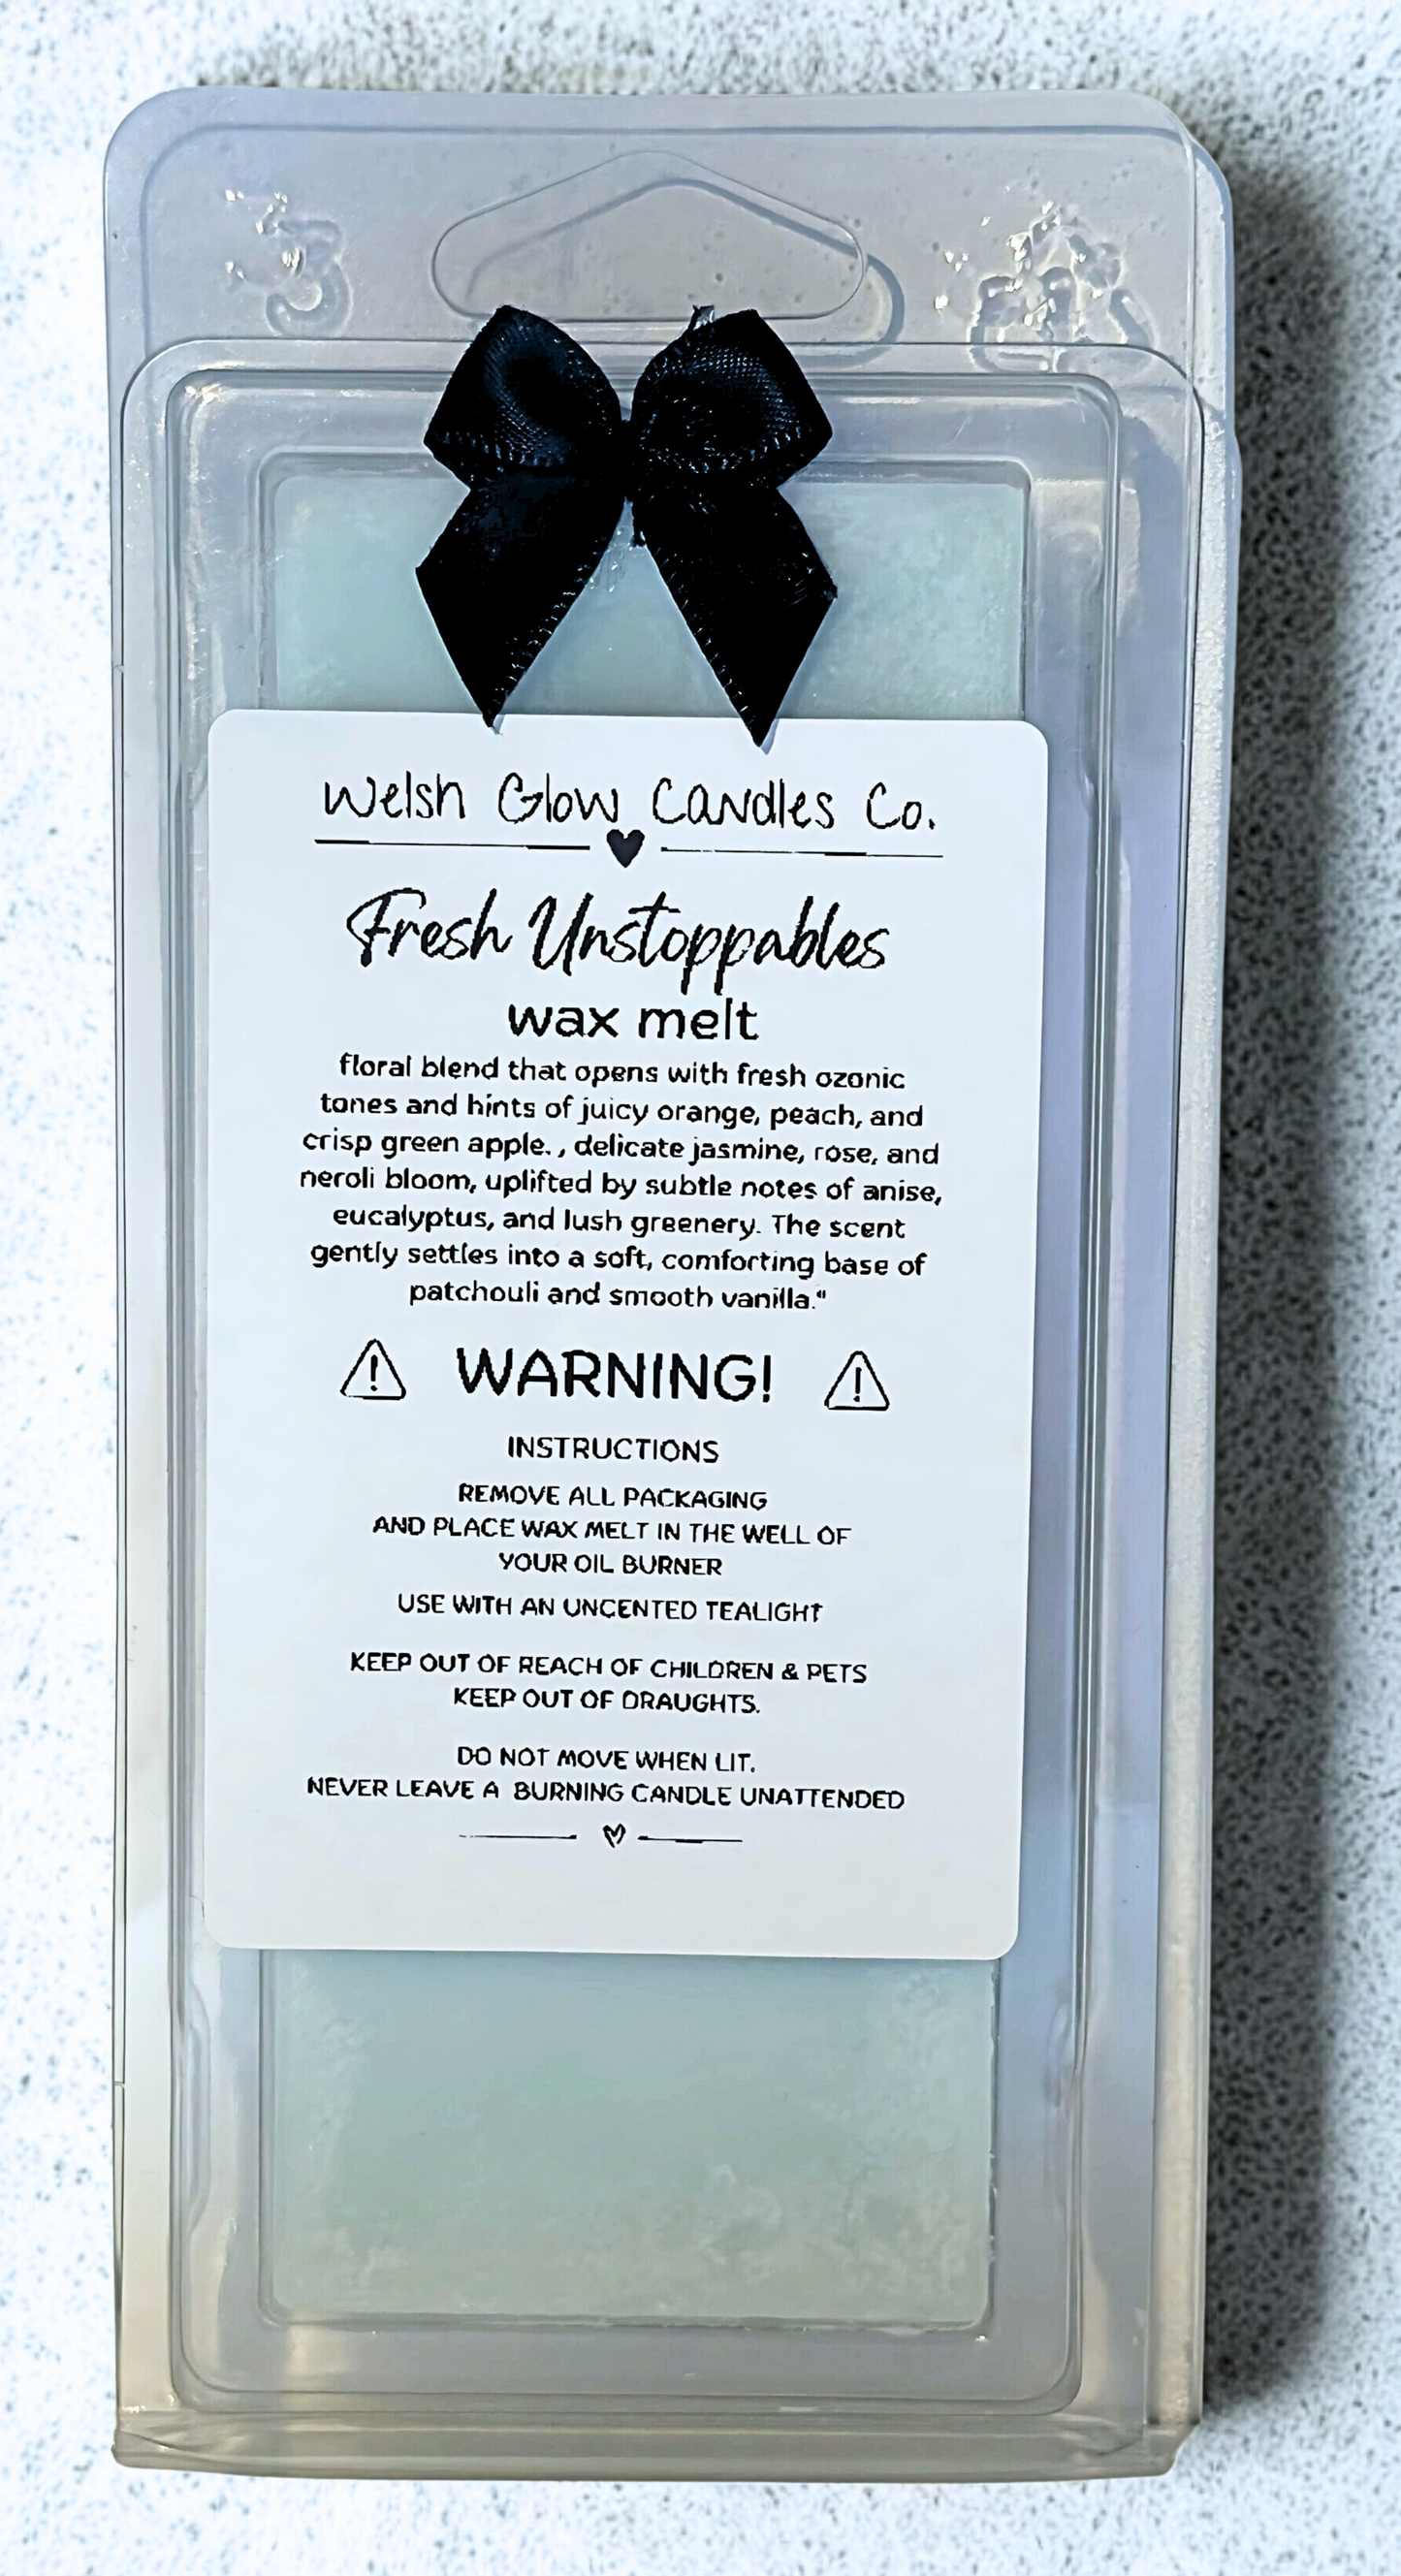 Welsh Glow Candles Co.
Fresh Unstoppables
wax melt
floral blend that opens with fresh ozonic
tones and hints of juicy orange, peach, and
crisp green apple. , delicate jasmine, rose, and
neroli bloom, uplifted by subtle notes of anise,
eucalyptus, and lush greenery. The scent
gently settles into a soft, comforting base of
patchouli and smooth vanilla."
WARNING!
INSTRUCTIONS
REMOVE ALL PACKAGING
AND PLACE WAX MELT IN THE WELL OF
YOUR OIL BURNER
USE WITH AN UNCENTED TEALIGHT
KEEP OUT OF REACH OF CHILDREN & PETS
KEEP OUT OF DRAUGHTS.
DO NOT MOVE WHEN LIT.
NEVER LEAVE A BURNING CANDLE UNATTENDED